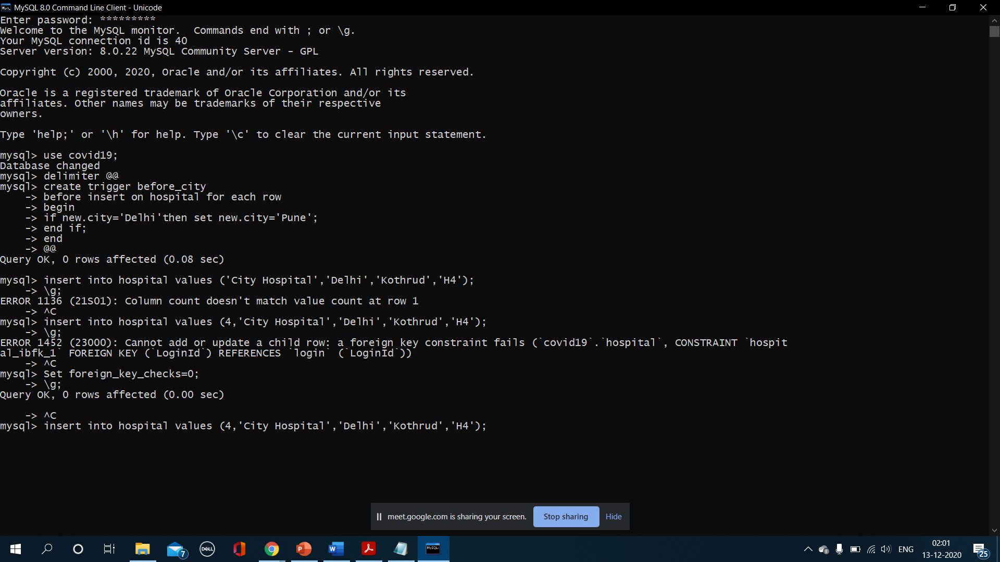 MySQL 8.0 Command Line Client - Unicode
Enter password: *********
Welcome to the MySQL monitor.  Commands end with ; or \g.
Your MySQL connection id is 40
Server version: 8.0.22 MySQL Community Server - GPL
Copyright (c) 2000, 2020, Oracle and/or its affiliates. All rights reserved.
Oracle is a registered trademark of Oracle Corporation and/or its
affiliates. Other names may be trademarks of their respective
owners.
Type 'help;' or '\h' for help. Type '\c' to clear the current input statement.
mysql> use covid19;
Database changed
mysql> delimiter @@
mysql> create trigger before_city
    -> before insert on hospital for each row
    -> begin
    -> if new.city='Delhi'then set new.city='Pune';
    -> end if;
    -> end
    -> @@
Query OK, 0 rows affected (0.08 sec)
mysql> insert into hospital values ('City Hospital','Delhi','Kothrud','H4');
    -> \g;
ERROR 1136 (21S01): Column count doesn't match value count at row 1
    -> ^C
mysql> insert into hospital values (4,'City Hospital','Delhi','Kothrud','H4');
    -> \g;
ERROR 1452 (23000): Cannot add or update a child row: a foreign key constraint fails (`covid19`.`hospital`, CONSTRAINT `hospit
al_ibfk_1` FOREIGN KEY (`LoginId`) REFERENCES `login` (`LoginId`))
    -> ^C
mysql> Set foreign_key_checks=0;
    -> \g;
Query OK, 0 rows affected (0.00 sec)
    -> ^C
mysql> insert into hospital values (4,'City Hospital','Delhi','Kothrud','H4');
meet.google.com is sharing your screen. Stop sharing Hide
7 DELL P W MySQL ENG 02:01
13-12-2020 25